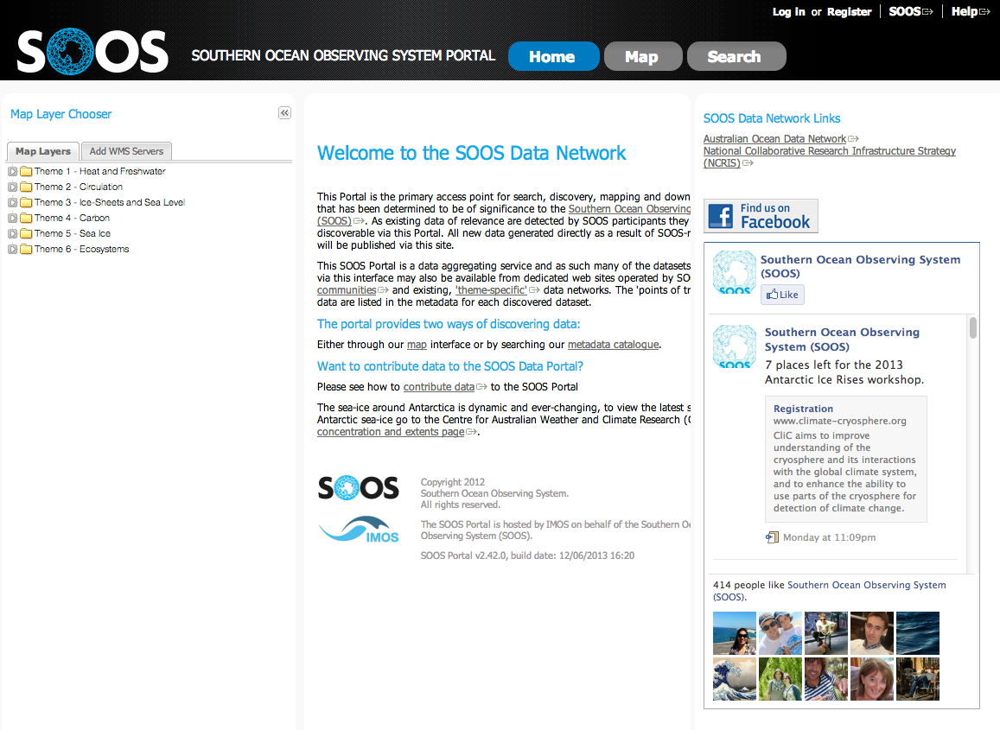 Log in or Register SOOS Help
SOOS
SOUTHERN OCEAN OBSERVING SYSTEM PORTAL
Home
Map
Search
Map Layer Chooser
Map Layers
Add WMS Servers
Theme 1 - Heat and Freshwater
Theme 2 - Circulation
Theme 3 - Ice-Sheets and Sea Level
Theme 4 - Carbon
Theme 5 - Sea Ice
Theme 6 - Ecosystems
Welcome to the SOOS Data Network
This Portal is the primary access point for search, discovery, mapping and down
that has been determined to be of significance to the Southern Ocean Observing
(SOOS). As existing data of relevance are detected by SOOS participants they
discoverable via this Portal. All new data generated directly as a result of SOOS-r
will be published via this site.
This SOOS Portal is a data aggregating service and as such many of the datasets
via this interface may also be available from dedicated web sites operated by SO
communities and existing, 'theme-specific' data networks. The 'points of tr
data are listed in the metadata for each discovered dataset.
The portal provides two ways of discovering data:
Either through our map interface or by searching our metadata catalogue.
Want to contribute data to the SOOS Data Portal?
Please see how to contribute data to the SOOS Portal
The sea-ice around Antarctica is dynamic and ever-changing, to view the latest s
Antarctic sea-ice go to the Centre for Australian Weather and Climate Research (C
concentration and extents page.
SOOS
IMOS
Copyright 2012
Southern Ocean Observing System.
All rights reserved.
The SOOS Portal is hosted by IMOS on behalf of the Southern Oc
Observing System (SOOS).
SOOS Portal v2.42.0, build date: 12/06/2013 16:20
SOOS Data Network Links
Australian Ocean Data Network
National Collaborative Research Infrastructure Strategy
(NCRIS)
Find us on
Facebook
SOOS
Southern Ocean Observing System
(SOOS)
Like
SOOS
Southern Ocean Observing
System (SOOS)
7 places left for the 2013
Antarctic Ice Rises workshop.
Registration
www.climate-cryosphere.org
CliC aims to improve
understanding of the
cryosphere and its interactions
with the global climate system,
and to enhance the ability to
use parts of the cryosphere for
detection of climate change.
Monday at 11:09pm
414 people like Southern Ocean Observing System
(SOOS).